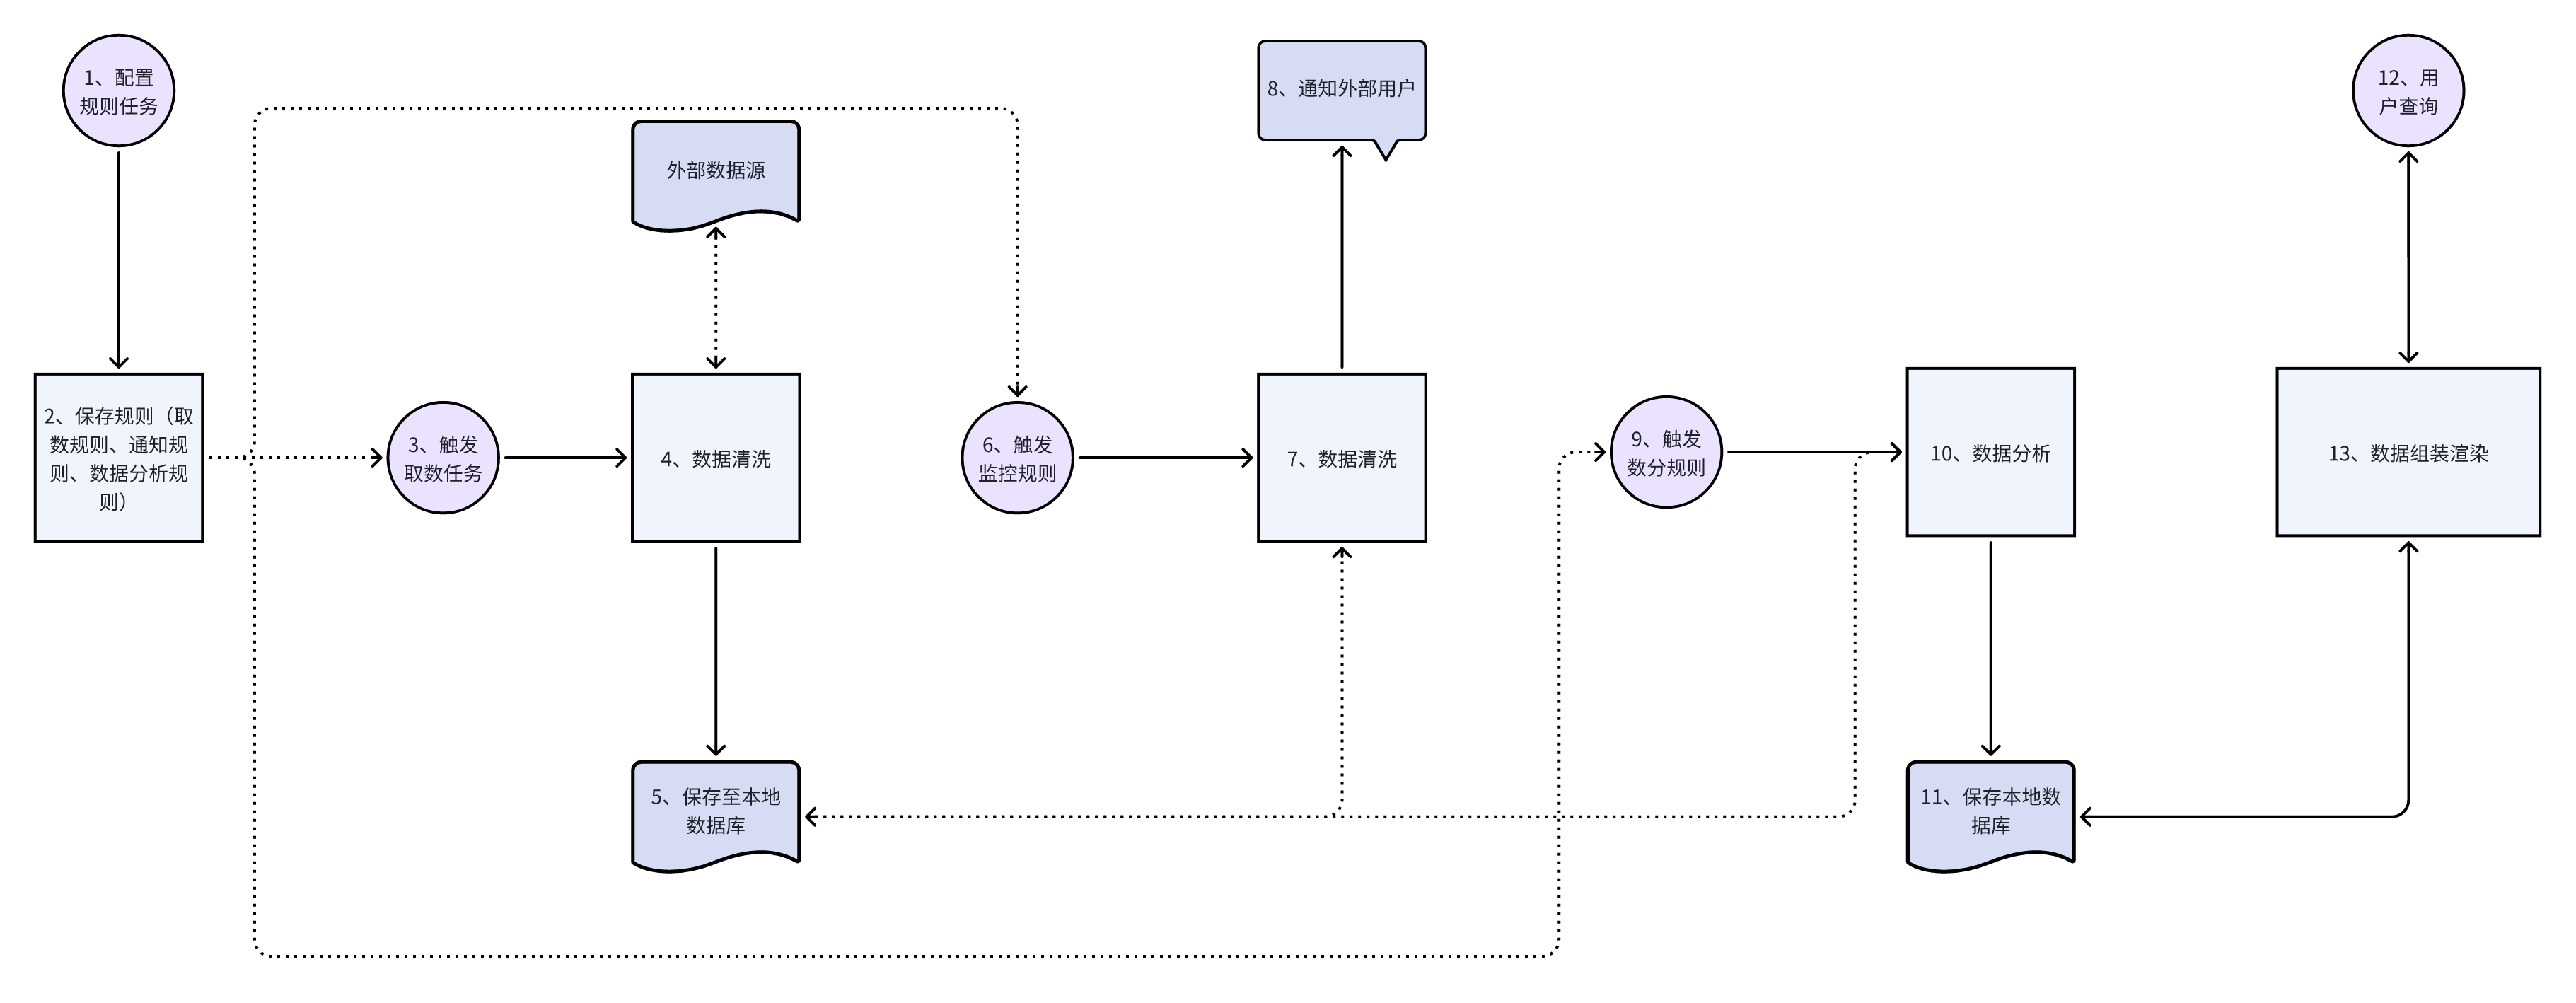 1、配置
规则任务
2、保存规则（取
数规则、通知规
则、数据分析规
则）
3、触发
取数任务
外部数据源
4、数据清洗
5、保存至本地
数据库
6、触发
监控规则
7、数据清洗
8、通知外部用户
9、触发
数分规则
10、数据分析
11、保存本地数
据库
12、用
户查询
13、数据组装渲染